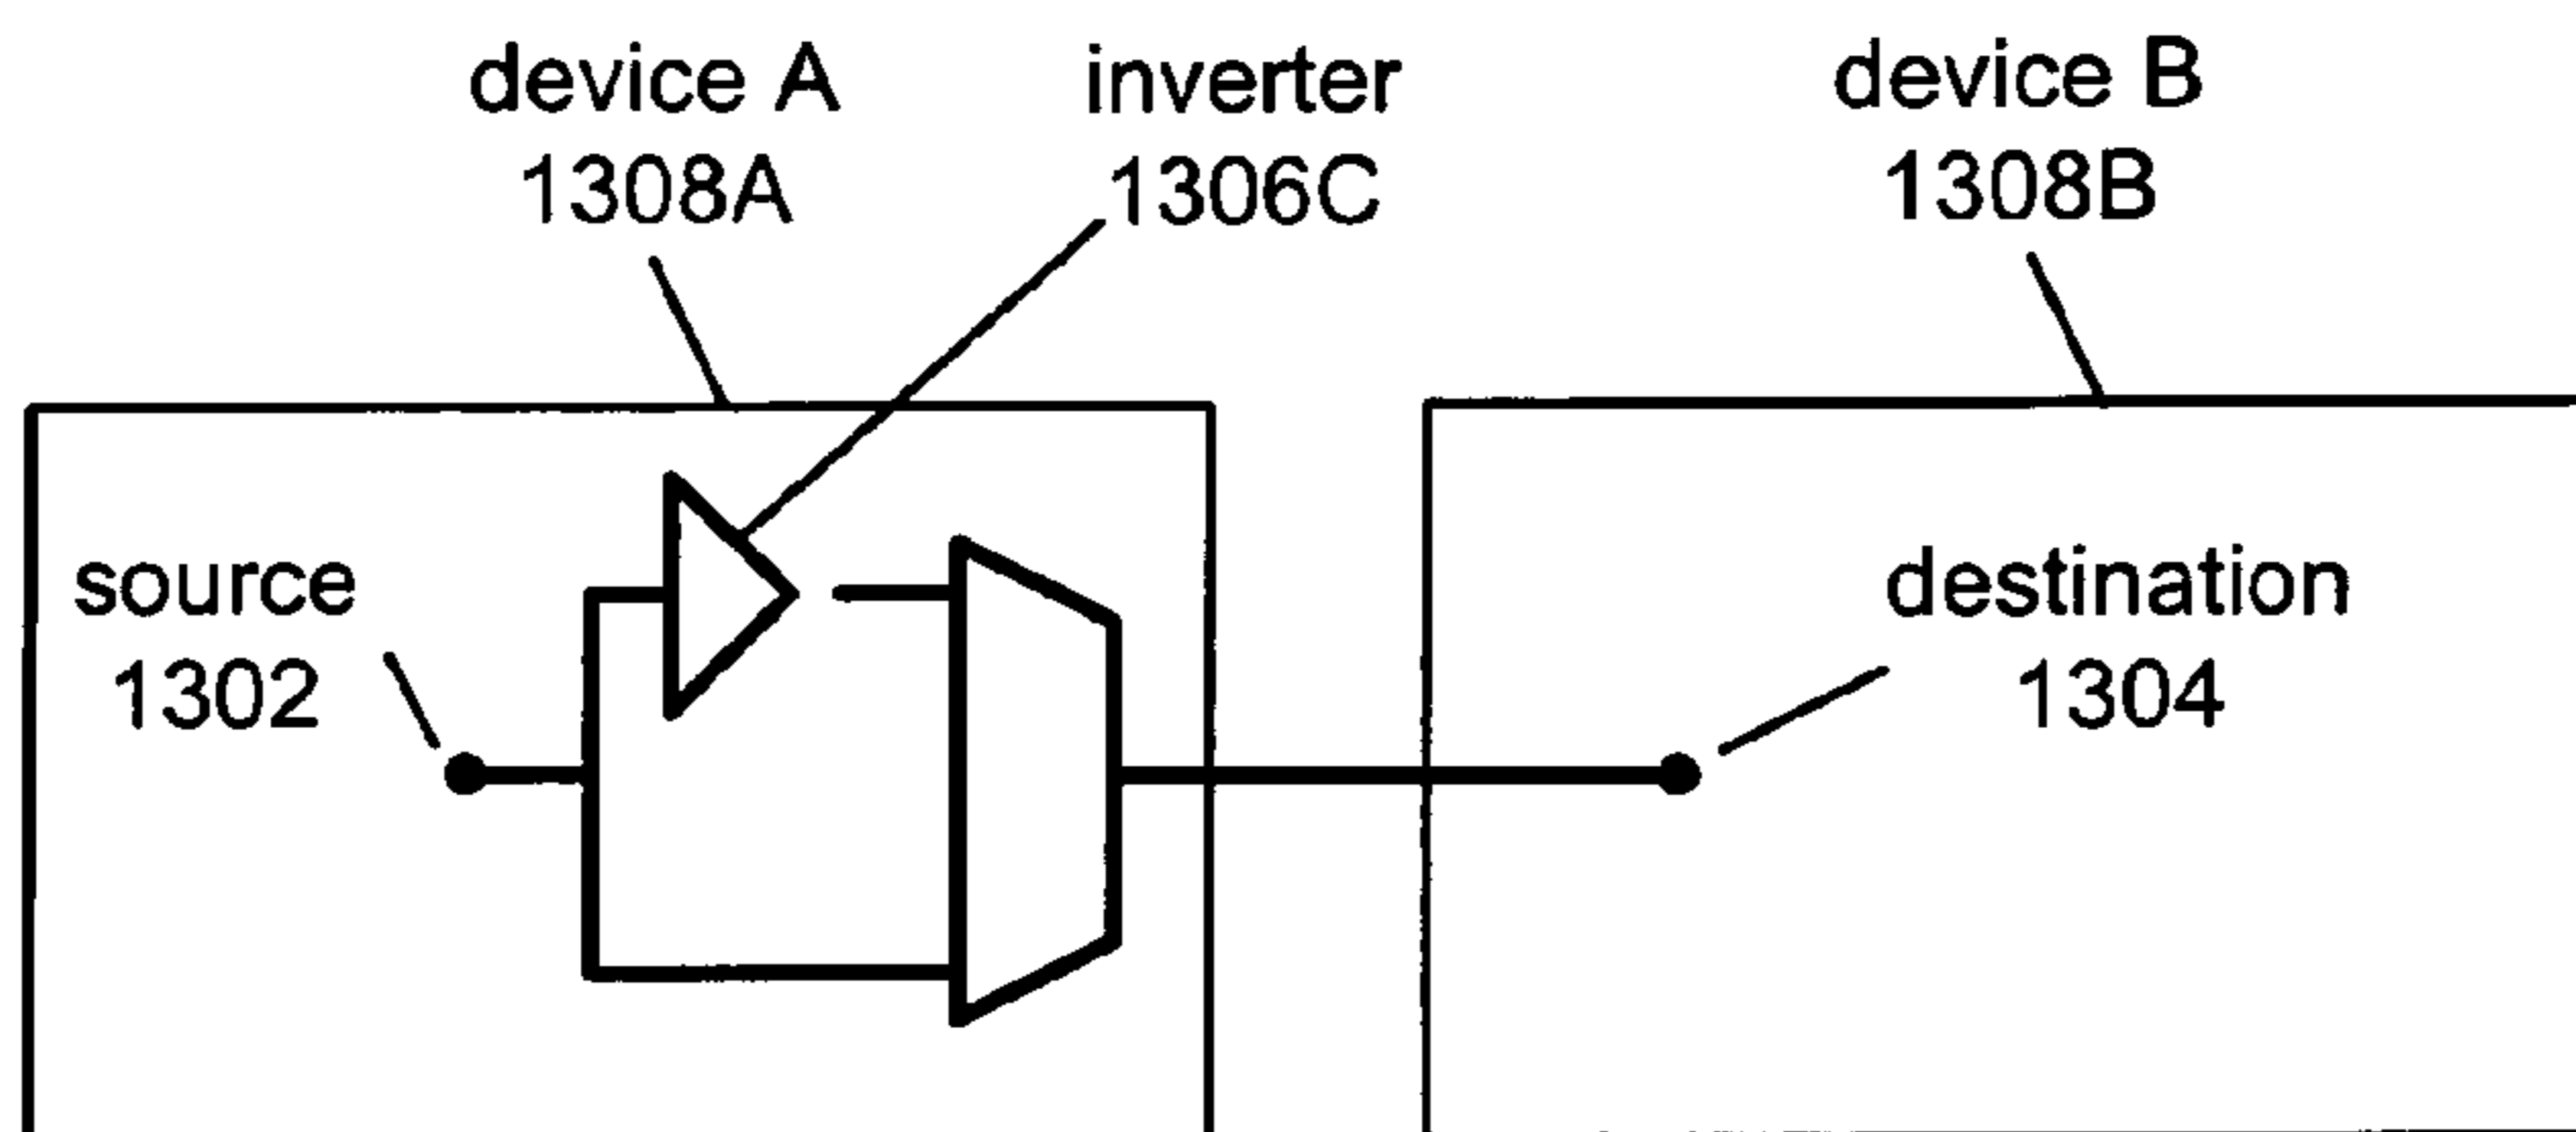 device A
1308A
inverter
1306C
device B
1308B
source
1302
destination
1304